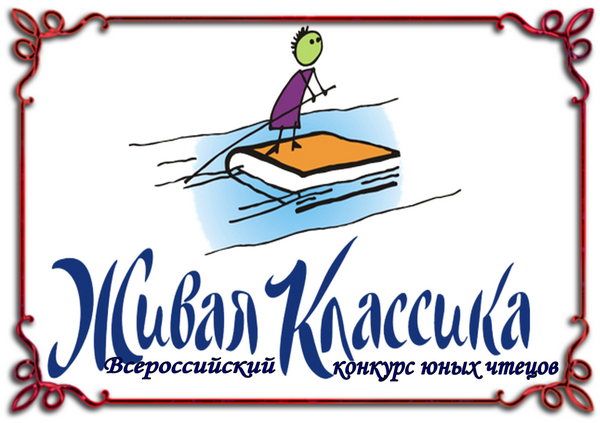 Живая Классика
Всероссийский конкурс юных чтецов